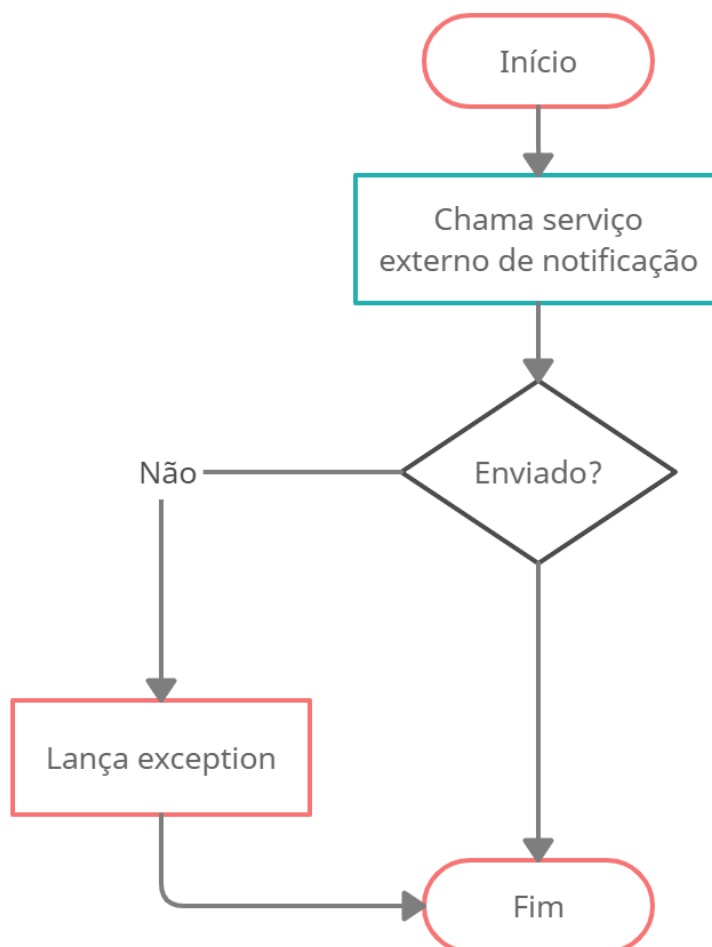 Início
Chama serviço
externo de notificação
Enviado?
Não
Lança exception
Fim